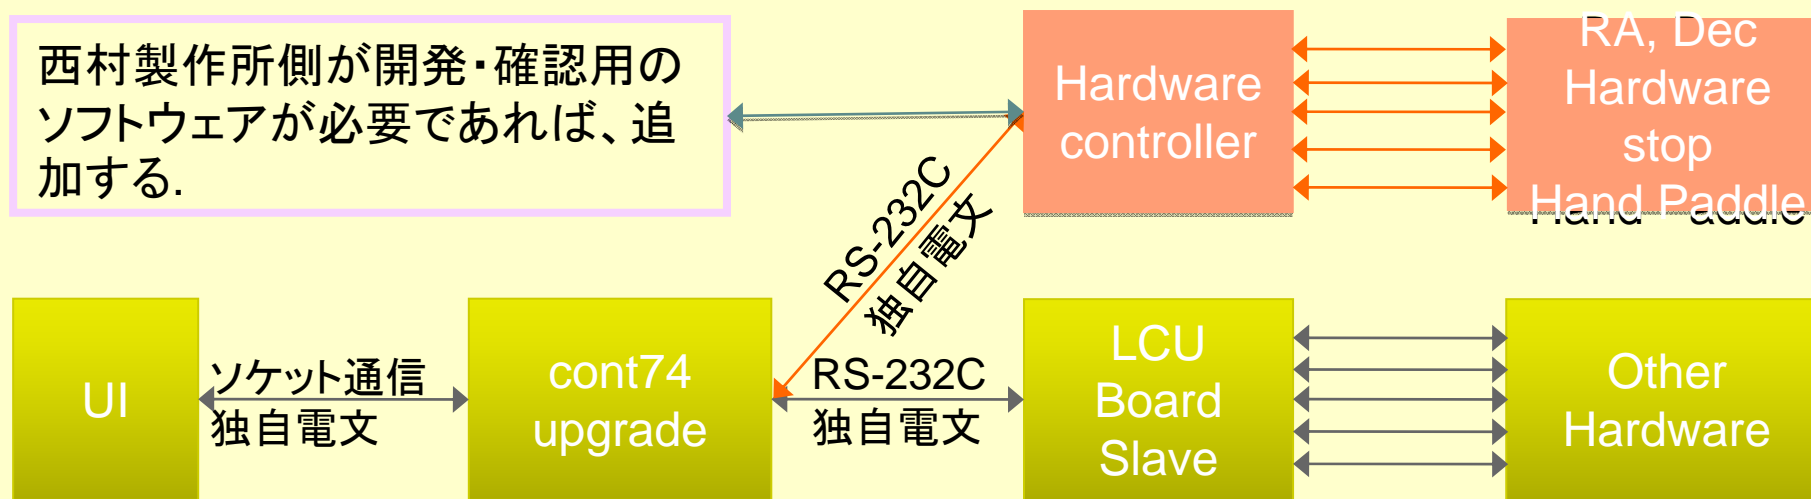 西村製作所側が開発・確認用の
ソフトウェアが必要であれば、追
加する.
Hardware
controller
RA, Dec
Hardware
stop
Hand Paddle
RS-232C
独自電文
UI
ソケット通信
独自電文
cont74
upgrade
RS-232C
独自電文
LCU
Board
Slave
Other
Hardware